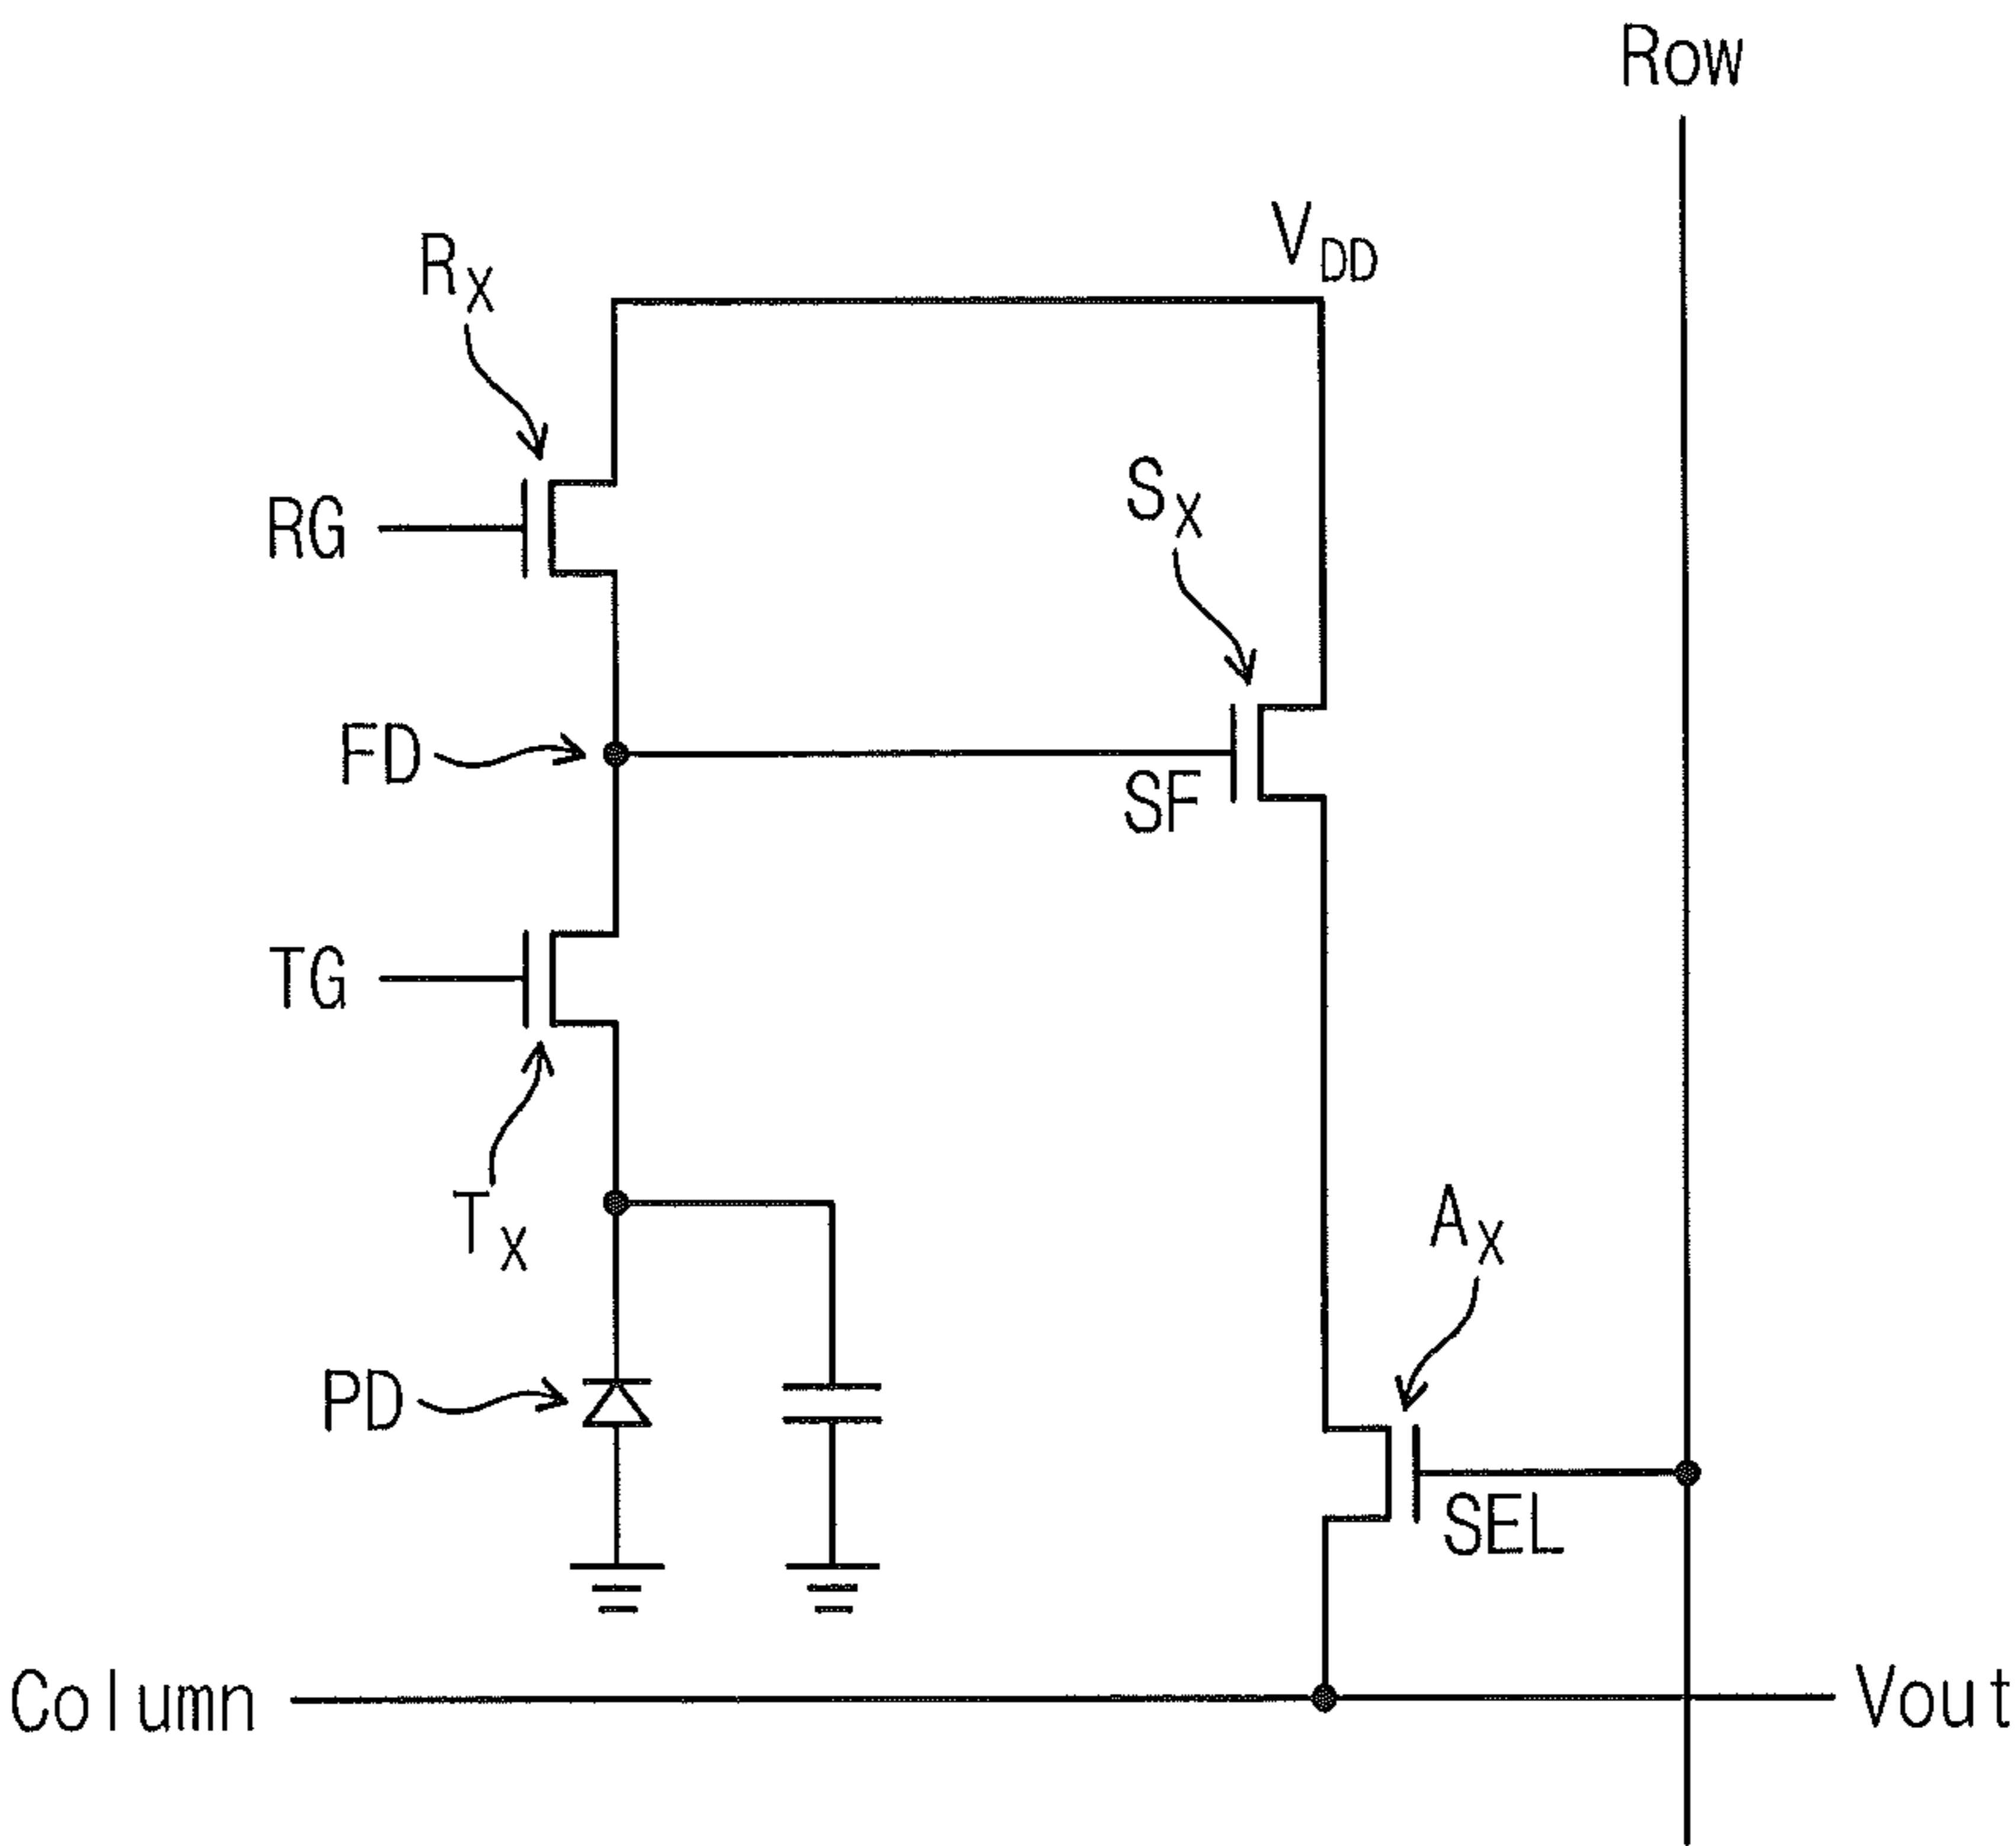 Row
VDD
RX
SX
RG
FD
SF
TG
TX
AX
PD
SEL
Column
Vout